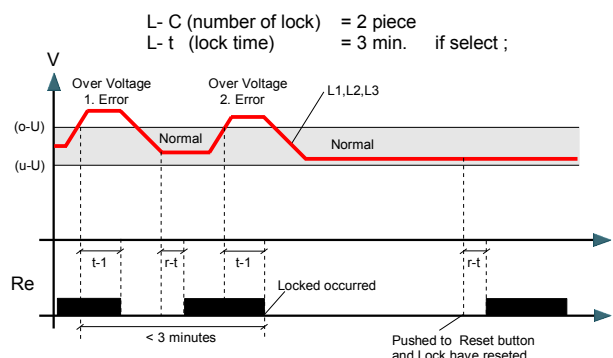 L- C (number of lock) = 2 piece
L- t (lock time) = 3 min. if select ;
V
Over Voltage
1. Error
Over Voltage
2. Error
L1,L2,L3
(o-U)
Normal
Normal
(u-U)
t-1
r-t
t-1
r-t
Re
Locked occurred
< 3 minutes
Pushed to Reset button
and Lock have reseted